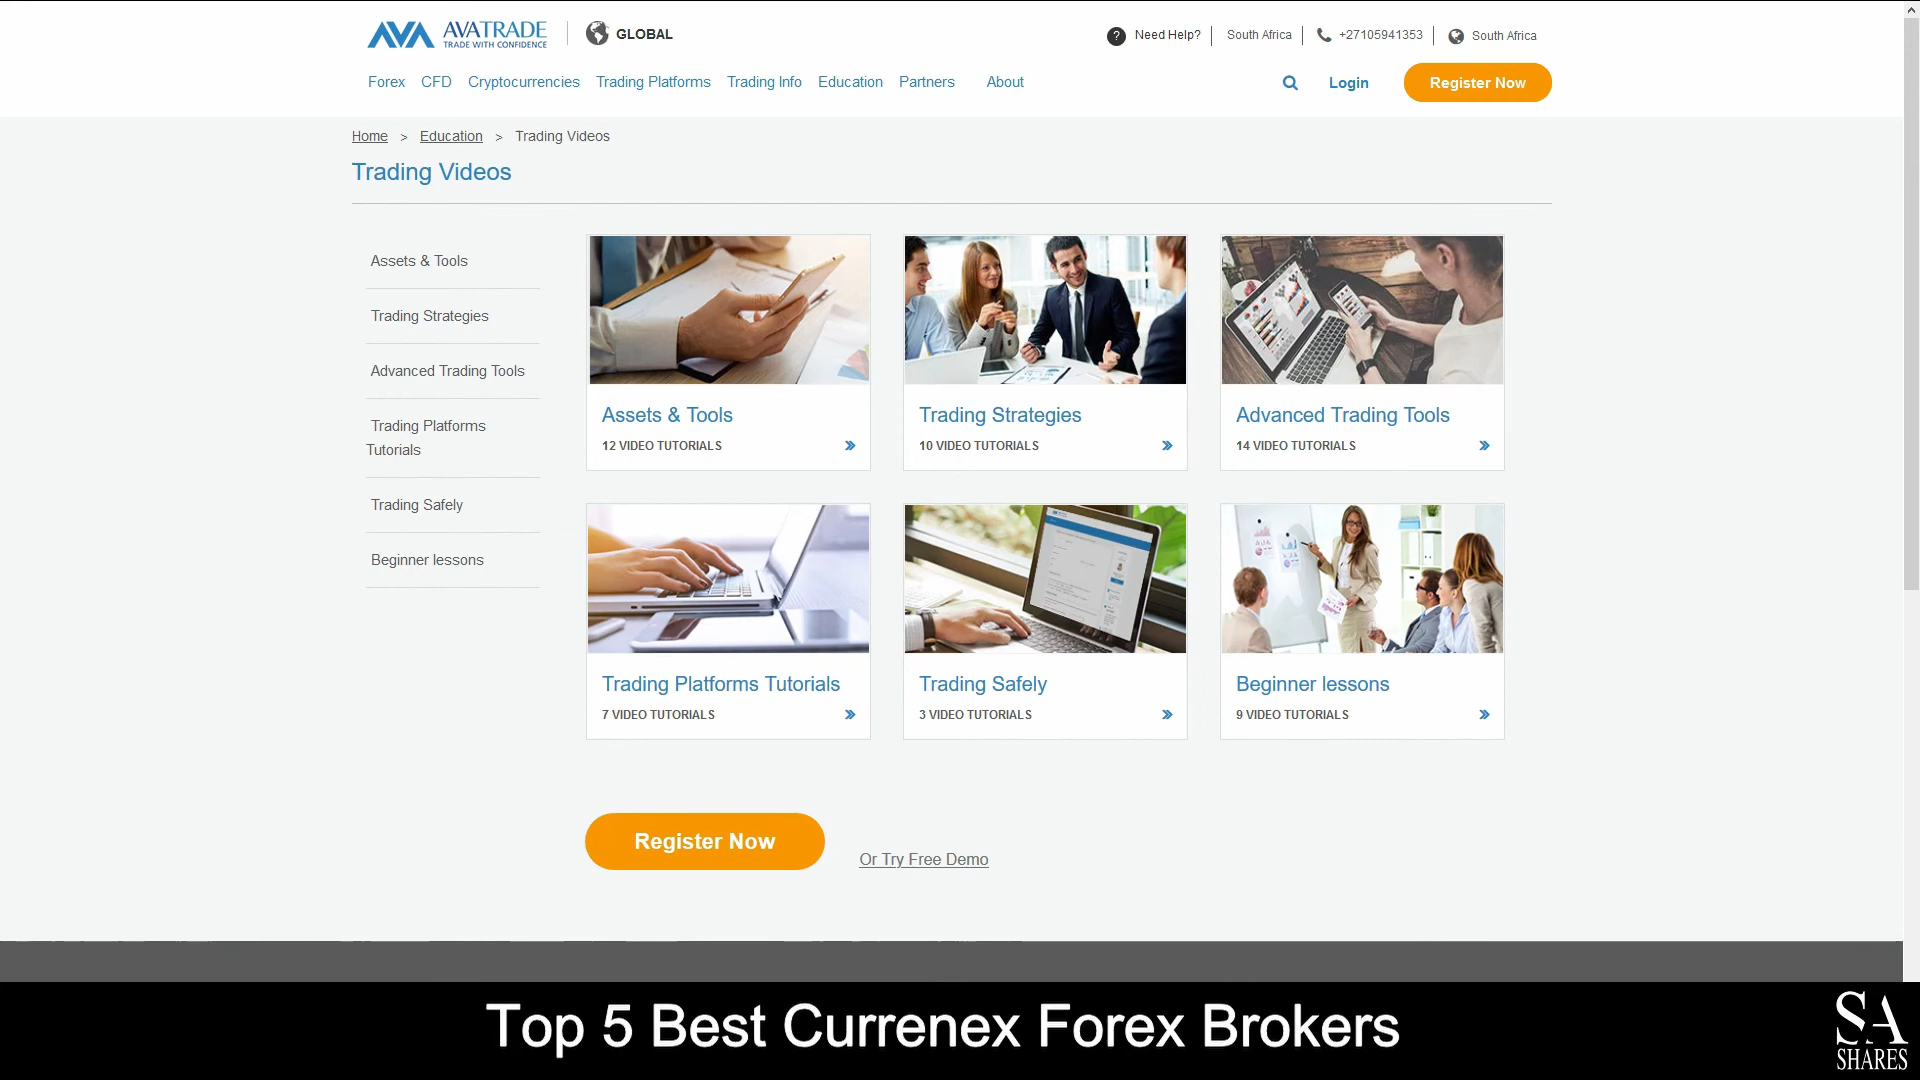 AVATRADE
TRADE WITH CONFIDENCE
GLOBAL
? Need Help?
South Africa
+27105941353
South Africa
Forex CFD Cryptocurrencies Trading Platforms Trading Info Education Partners About
Login
Register Now
Home > Education > Trading Videos
Trading Videos
Assets & Tools
Trading Strategies
Advanced Trading Tools
Trading Platforms
Tutorials
Trading Safely
Beginner lessons
Assets & Tools
12 VIDEO TUTORIALS
Trading Strategies
10 VIDEO TUTORIALS
Advanced Trading Tools
14 VIDEO TUTORIALS
Trading Platforms Tutorials
7 VIDEO TUTORIALS
Trading Safely
3 VIDEO TUTORIALS
Beginner lessons
9 VIDEO TUTORIALS
Register Now
Or Try Free Demo
Top 5 Best Currenex Forex Brokers
SA
SHARES